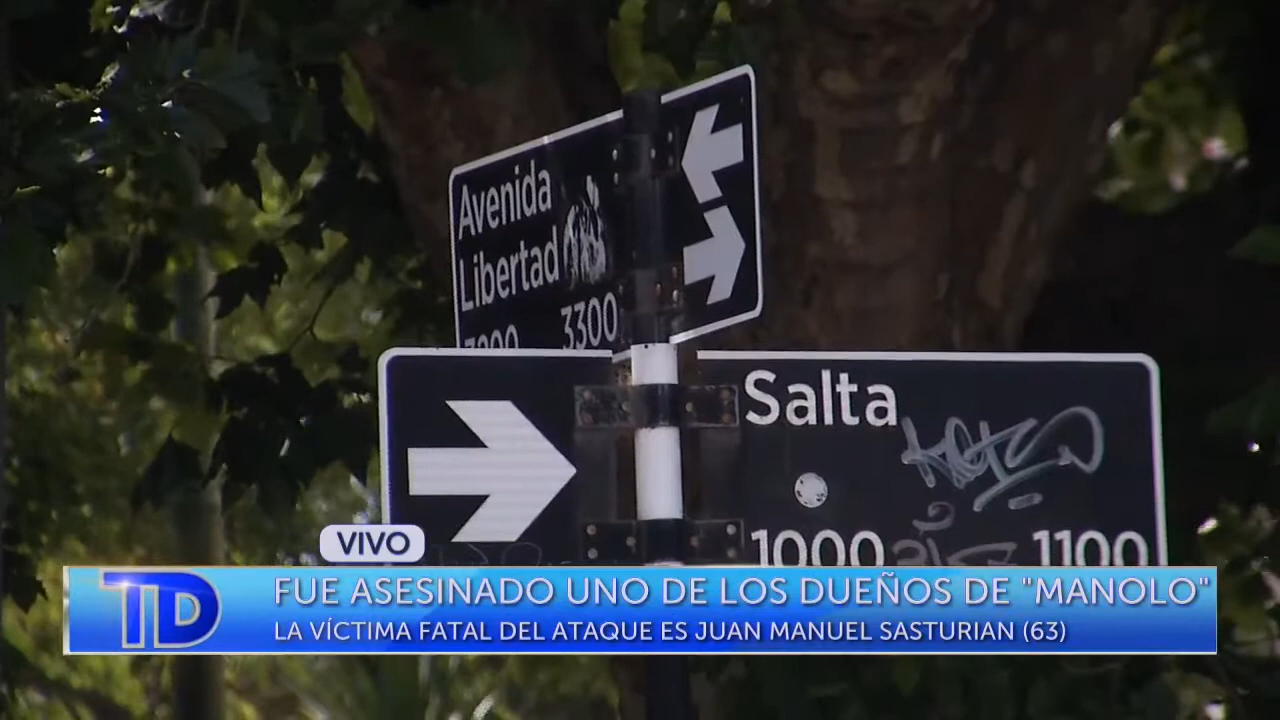 Avenida
Libertad
3300
Salta
1000
1100
VIVO
TD
FUE ASESINADO UNO DE LOS DUEÑOS DE "MANOLO"
LA VÍCTIMA FATAL DEL ATAQUE ES JUAN MANUEL SASTURIAN (63)